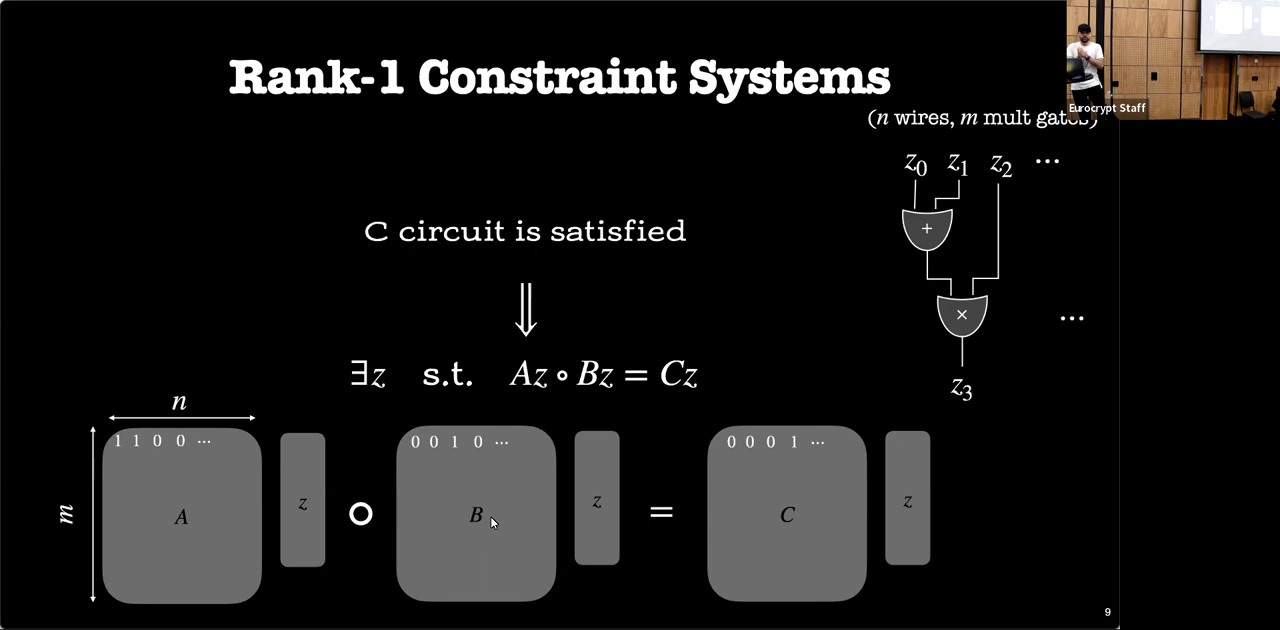 Rank-1 Constraint Systems
Eurocrypt Staff
(n wires, m mult gates)
z₀ z₁ z₂ ...
+
×
...
z₃
C circuit is satisfied
⇓
∃z s.t. Az ∘ Bz = Cz
n
m
1 1 0 0 ...
A
z
∘
0 0 1 0 ...
B
z
=
0 0 0 1 ...
C
z
9